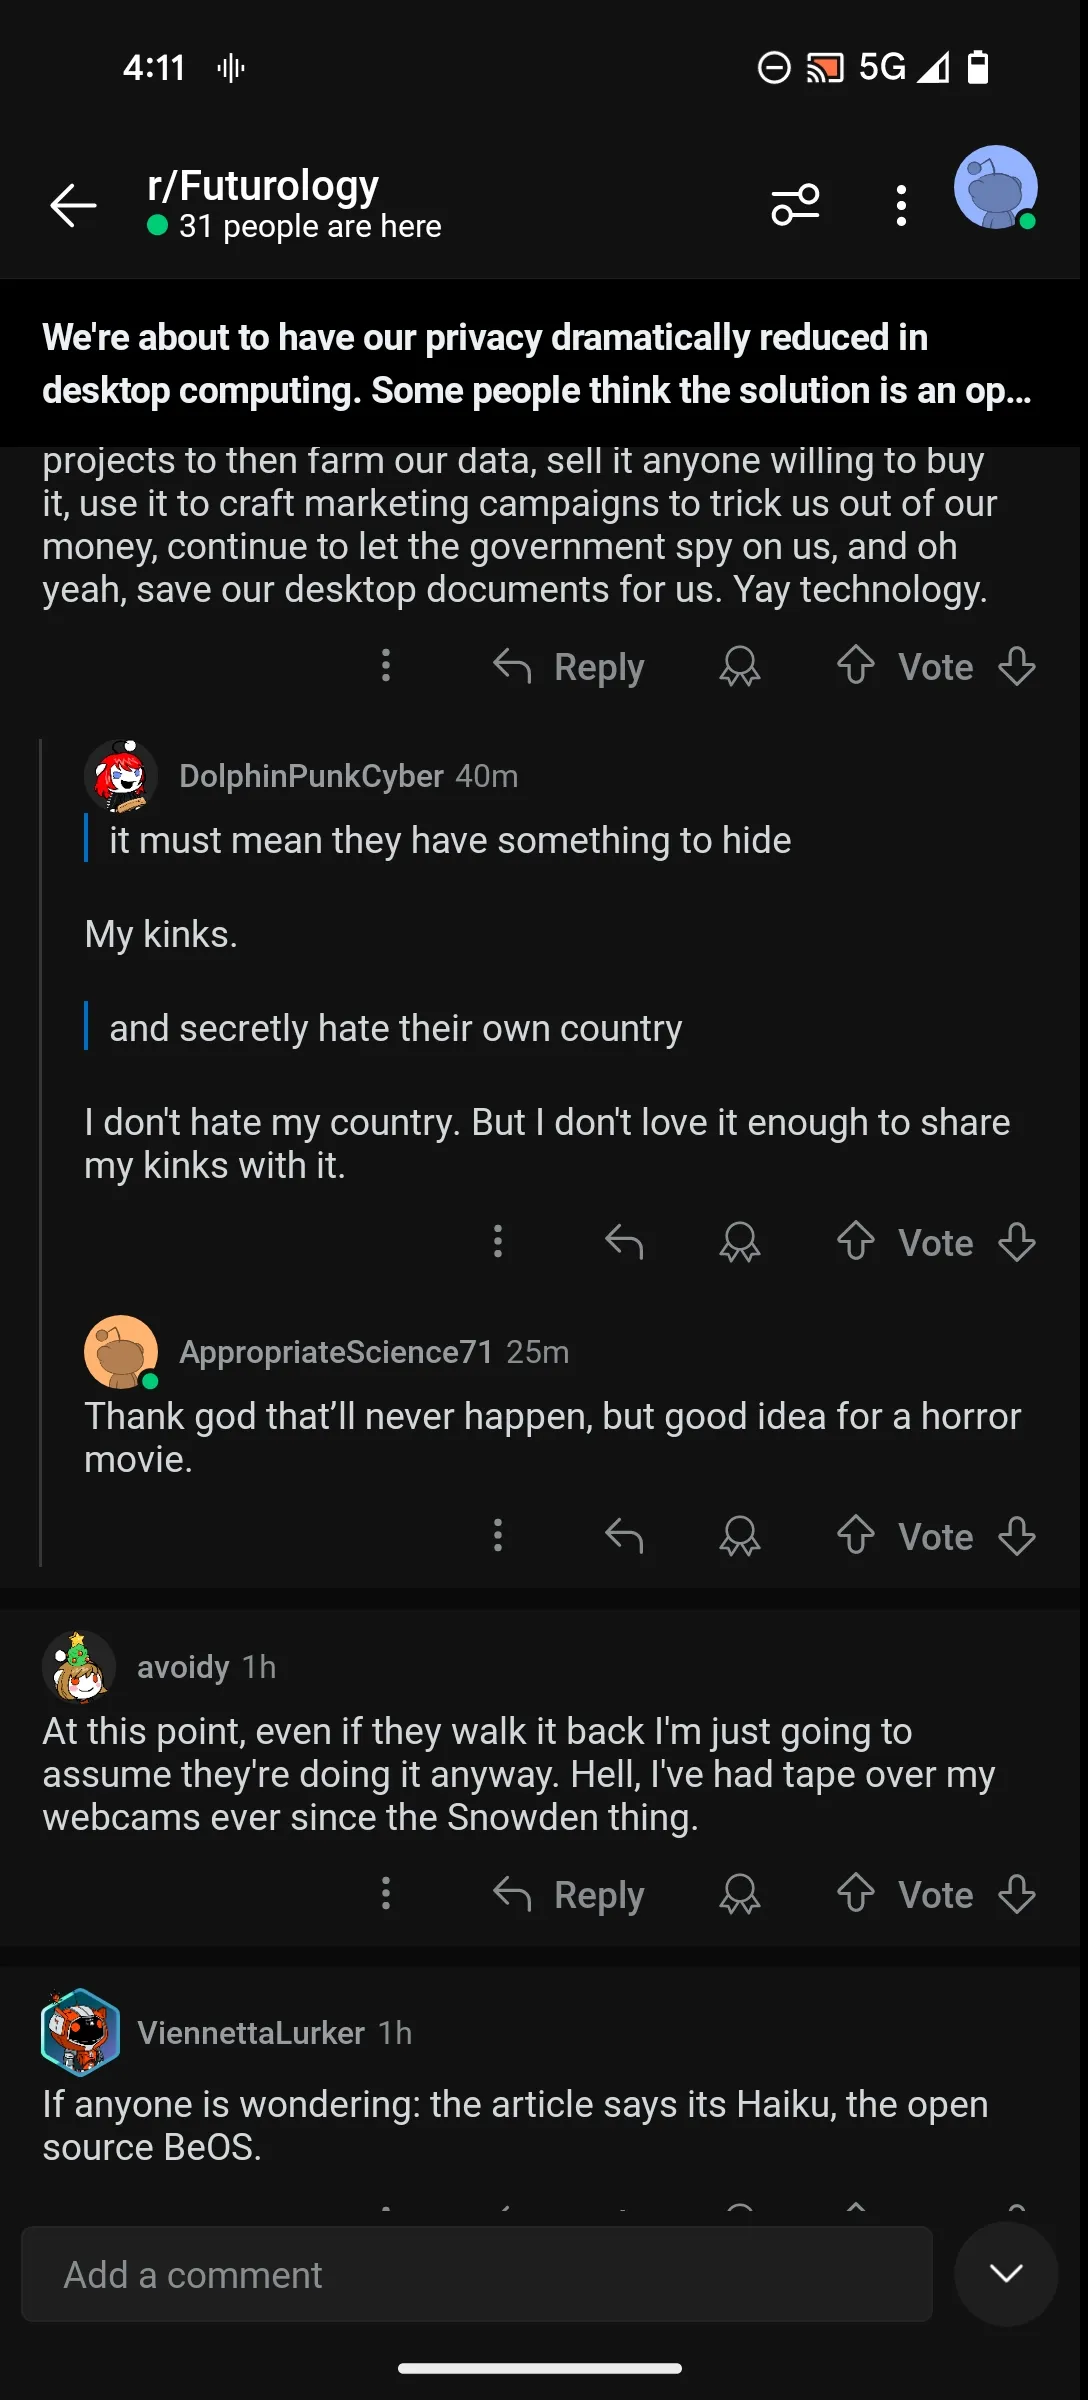 4:11
5G
r/Futurology
31 people are here
We're about to have our privacy dramatically reduced in
desktop computing. Some people think the solution is an op...
projects to then farm our data, sell it anyone willing to buy
it, use it to craft marketing campaigns to trick us out of our
money, continue to let the government spy on us, and oh
yeah, save our desktop documents for us. Yay technology.
Reply Vote
DolphinPunkCyber 40m
it must mean they have something to hide
My kinks.
and secretly hate their own country
I don't hate my country. But I don't love it enough to share
my kinks with it.
Vote
AppropriateScience71 25m
Thank god that’ll never happen, but good idea for a horror
movie.
Vote
avoidy 1h
At this point, even if they walk it back I'm just going to
assume they're doing it anyway. Hell, I've had tape over my
webcams ever since the Snowden thing.
Reply Vote
ViennettaLurker 1h
If anyone is wondering: the article says its Haiku, the open
source BeOS.
Add a comment